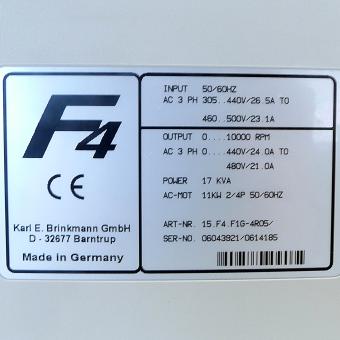 F4
CE
Karl E. Brinkmann GmbH
D - 32677 Barntrup
Made in Germany
INPUT 50/60HZ
AC 3 PH 305..440V/26.5A TO
460..500V/23.1A
OUTPUT 0....10000 RPM
AC 3 PH 0...440V/24.0A TO
480V/21.0A
POWER 17 KVA
AC-MOT 11KW 2/4P 50/60HZ
ART-NR. 15.F4.F1G-4R05/
SER-NO. 06043921/0614185